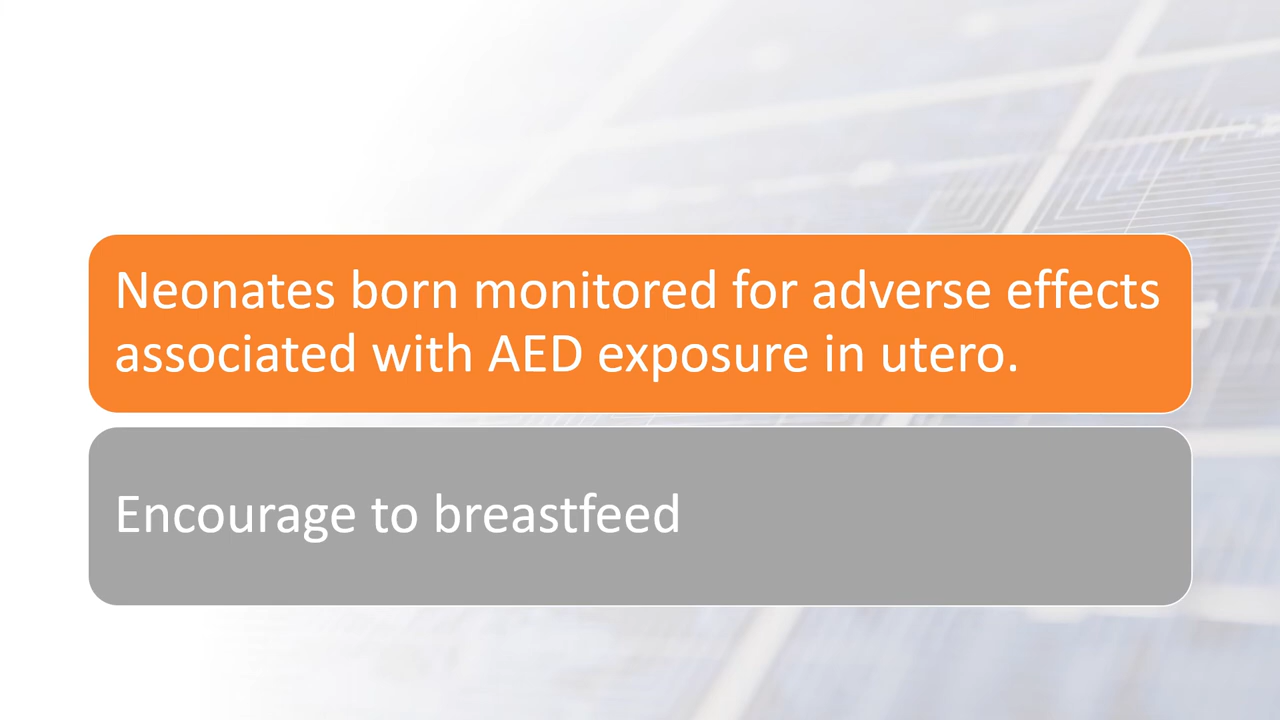 Neonates born monitored for adverse effects
associated with AED exposure in utero.
Encourage to breastfeed